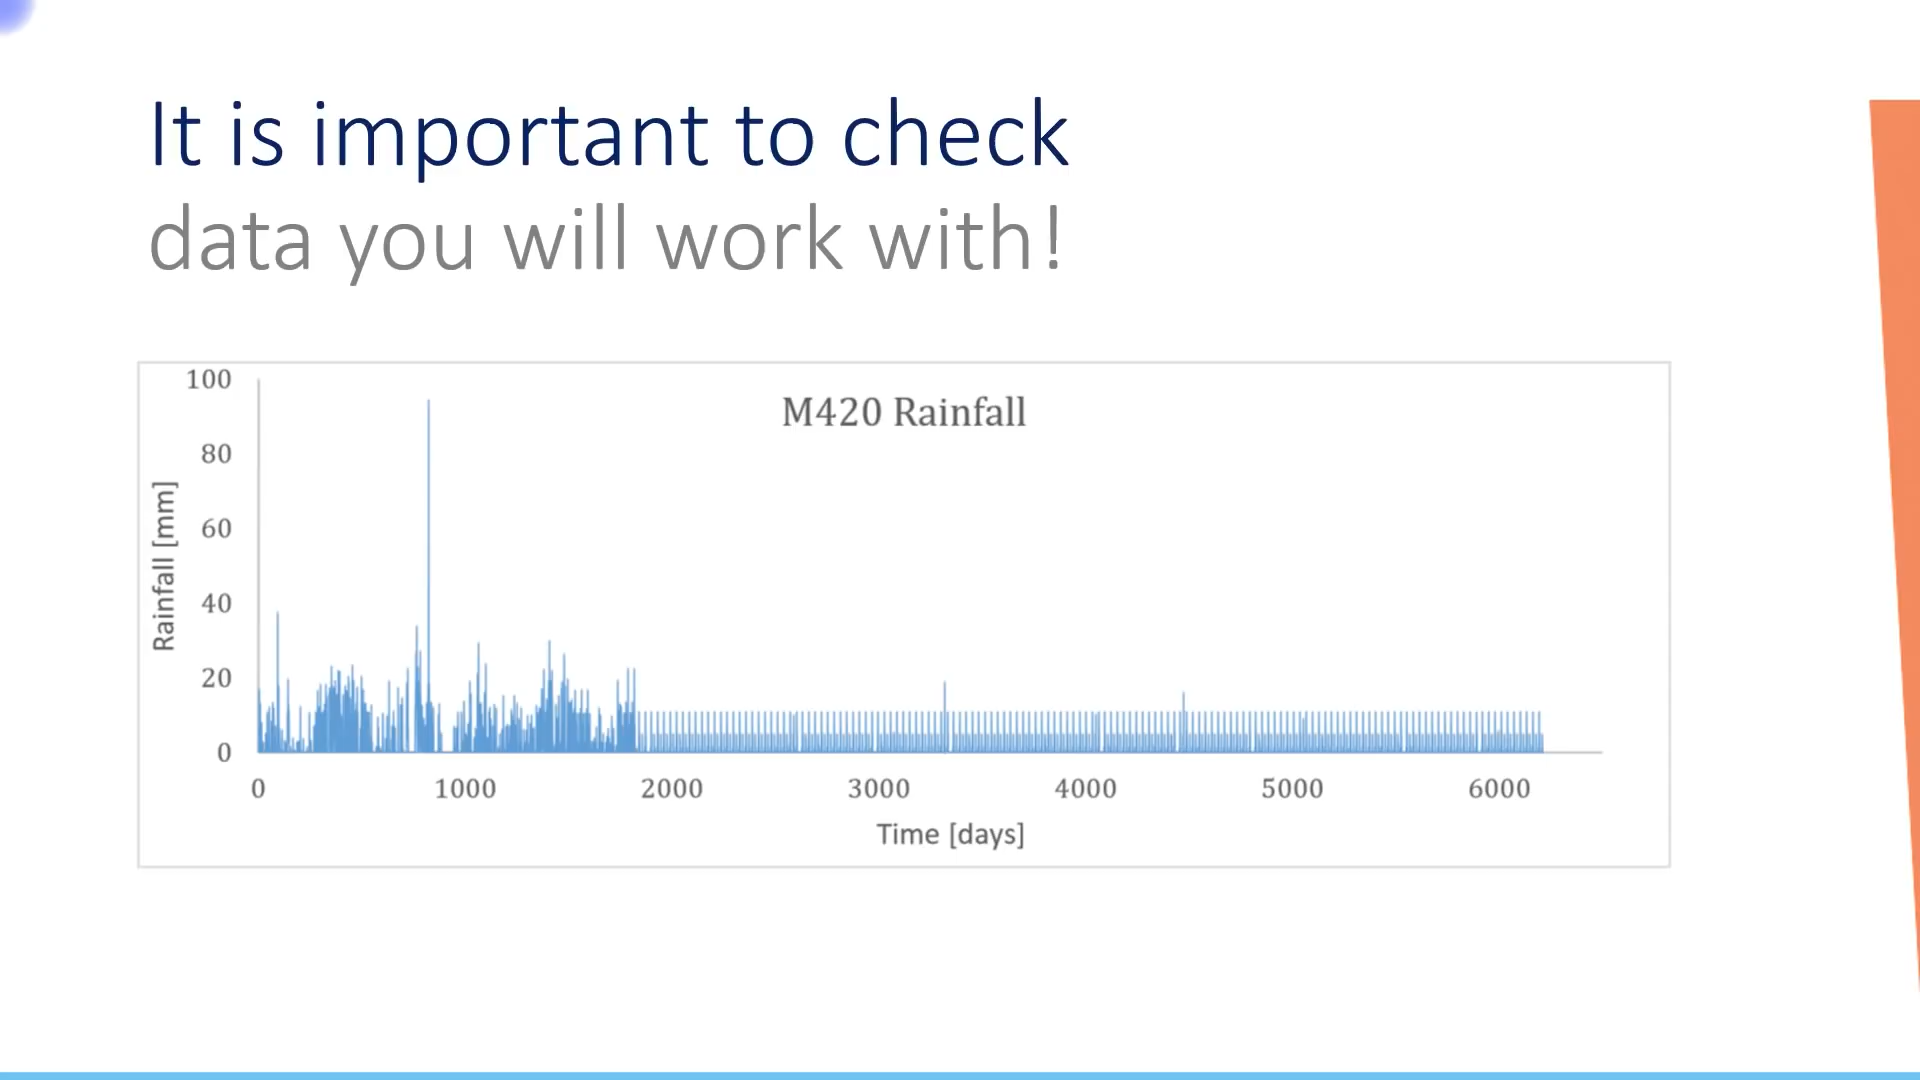 It is important to check
data you will work with!
M420 Rainfall
Rainfall [mm]
100
80
60
40
20
0
0 1000 2000 3000 4000 5000 6000
Time [days]